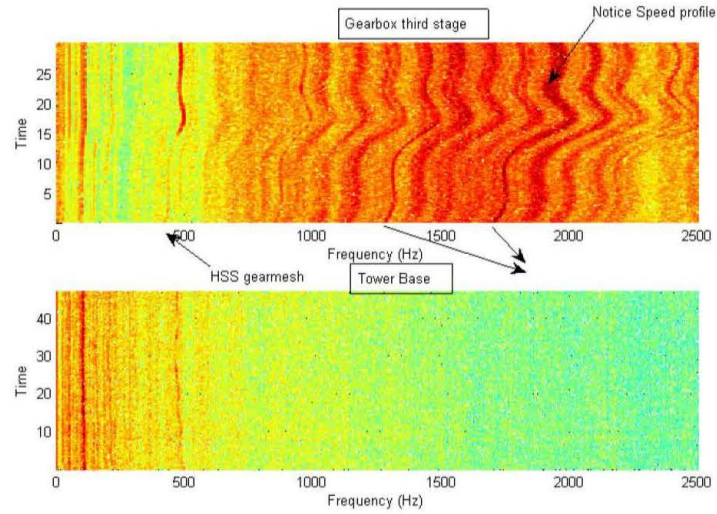 Gearbox third stage
Notice Speed profile
25
20
15
10
5
Time
0
500
1000
1500
2000
2500
Frequency (Hz)
HSS gearmesh
Tower Base
40
30
20
10
Time
0
500
1000
1500
2000
2500
Frequency (Hz)